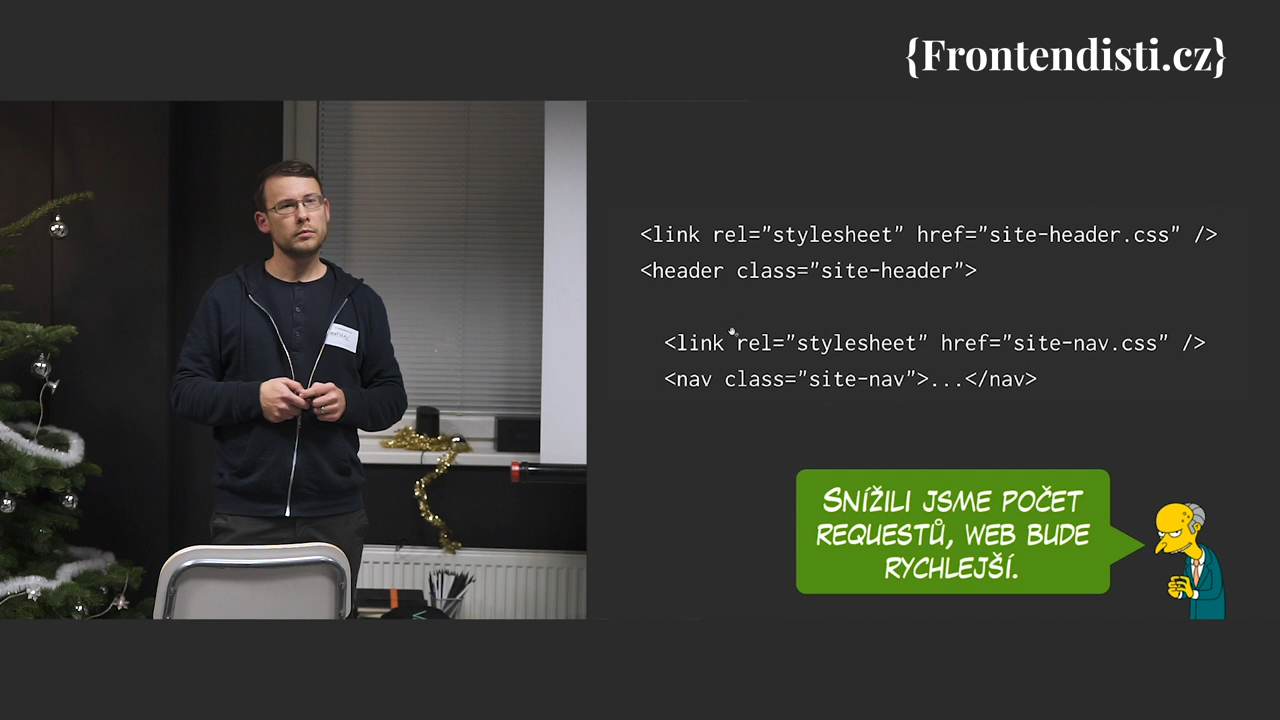 {Frontendisti.cz}
<link rel="stylesheet" href="site-header.css" />
<header class="site-header">
<link rel="stylesheet" href="site-nav.css" />
<nav class="site-nav">...</nav>
SNÍŽILI JSME POČET
REQUESTŮ, WEB BUDE
RYCHLEJŠÍ.